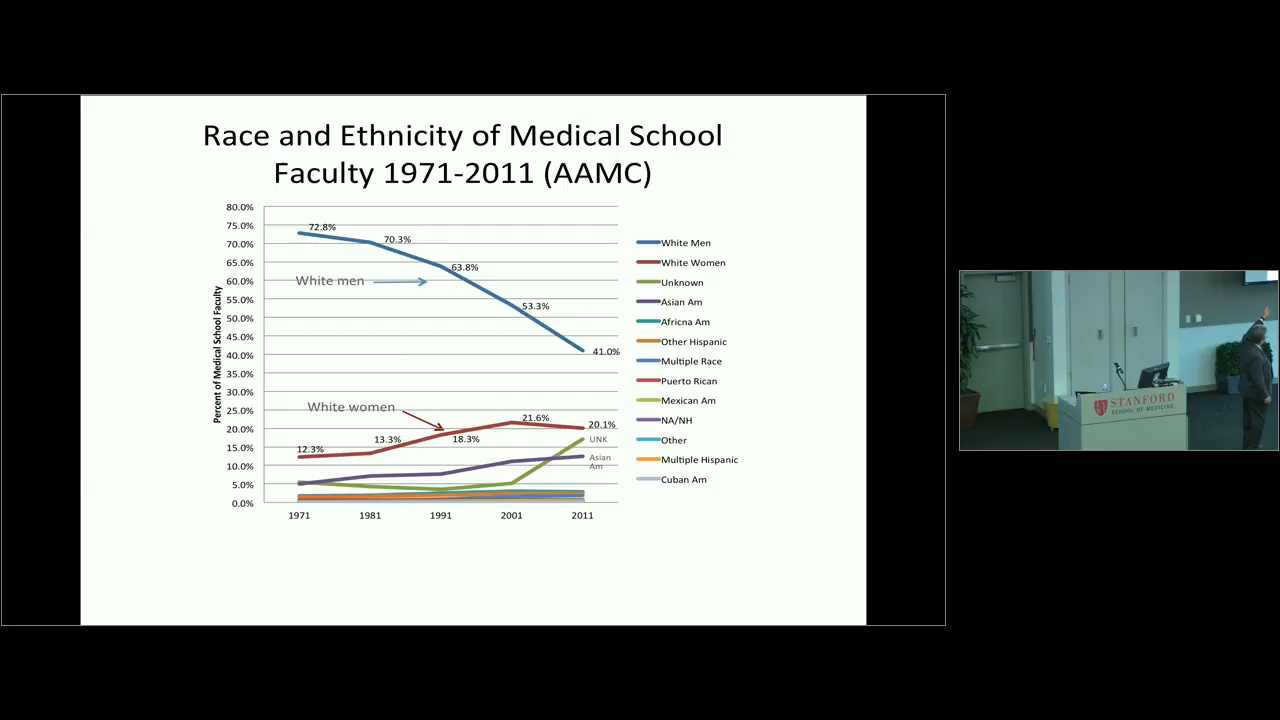 Race and Ethnicity of Medical School
Faculty 1971-2011 (AAMC)
Percent of Medical School Faculty
80.0%
75.0%
70.0%
65.0%
60.0%
55.0%
50.0%
45.0%
40.0%
35.0%
30.0%
25.0%
20.0%
15.0%
10.0%
5.0%
0.0%
72.8%
70.3%
63.8%
53.3%
41.0%
White men
White women
12.3%
13.3%
18.3%
21.6%
20.1%
UNK
Asian
Am
1971
1981
1991
2001
2011
White Men
White Women
Unknown
Asian Am
Africna Am
Other Hispanic
Multiple Race
Puerto Rican
Mexican Am
NA/NH
Other
Multiple Hispanic
Cuban Am
STANFORD
SCHOOL OF MEDICINE